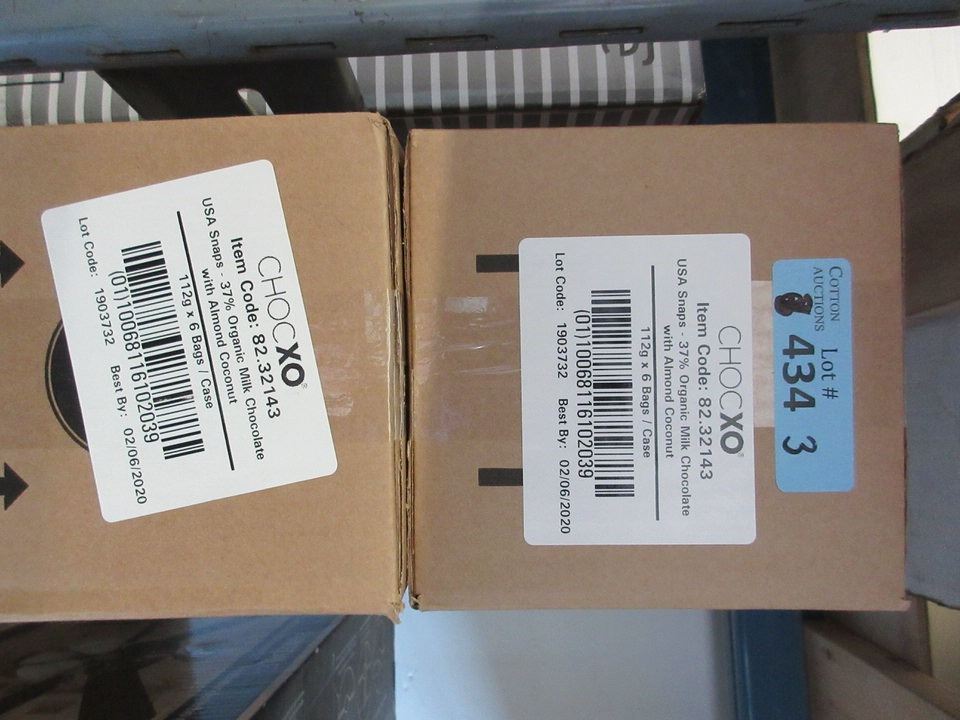 CHOCXO®
Item Code: 82.32143
USA Snaps - 37% Organic Milk Chocolate
with Almond Coconut
112g x 6 Bags / Case
(01)10068116102039
Lot Code: 1903732 Best By: 02/06/2020
COTTON
AUCTIONS
Lot #
434 3
CHOCXO®
Item Code: 82.32143
USA Snaps - 37% Organic Milk Chocolate
with Almond Coconut
112g x 6 Bags / Case
(01)10068116102039
Lot Code: 1903732 Best By: 02/06/2020